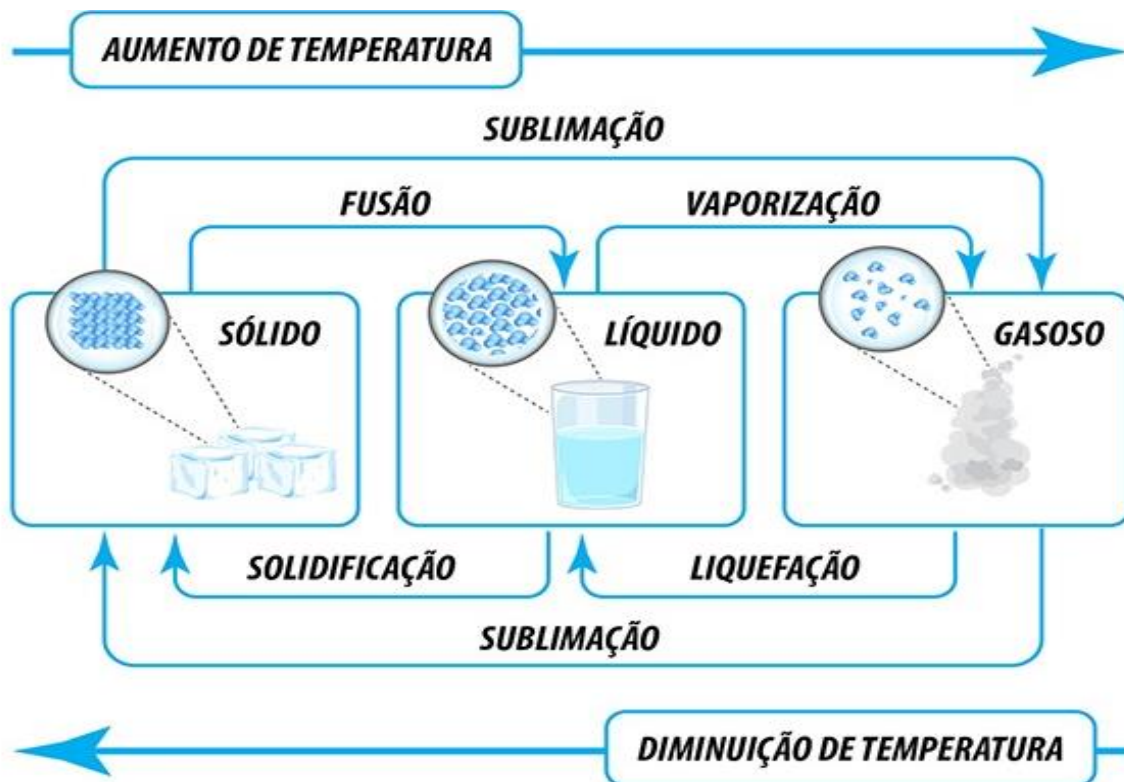 AUMENTO DE TEMPERATURA
SUBLIMAÇÃO
FUSÃO
VAPORIZAÇÃO
SÓLIDO
LÍQUIDO
GASOSO
SOLIDIFICAÇÃO
LIQUEFAÇÃO
SUBLIMAÇÃO
DIMINUIÇÃO DE TEMPERATURA